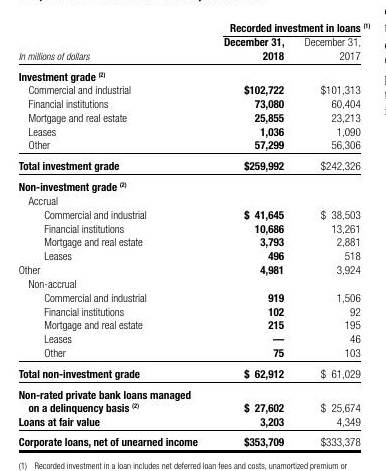 Recorded investment in loans (1)
December 31, December 31,
In millions of dollars 2018 2017
Investment grade (2)
Commercial and industrial $102,722 $101,313
Financial institutions 73,080 60,404
Mortgage and real estate 25,855 23,213
Leases 1,036 1,090
Other 57,299 56,306
Total investment grade $259,992 $242,326
Non-investment grade (2)
Accrual
Commercial and industrial $ 41,645 $ 38,503
Financial institutions 10,686 13,261
Mortgage and real estate 3,793 2,881
Leases 496 518
Other 4,981 3,924
Non-accrual
Commercial and industrial 919 1,506
Financial institutions 102 92
Mortgage and real estate 215 195
Leases — 46
Other 75 103
Total non-investment grade $ 62,912 $ 61,029
Non-rated private bank loans managed
on a delinquency basis (2) $ 27,602 $ 25,674
Loans at fair value 3,203 4,349
Corporate loans, net of unearned income $353,709 $333,378
(1) Recorded investment in a loan includes net deferred loan fees and costs, unamortized premium or